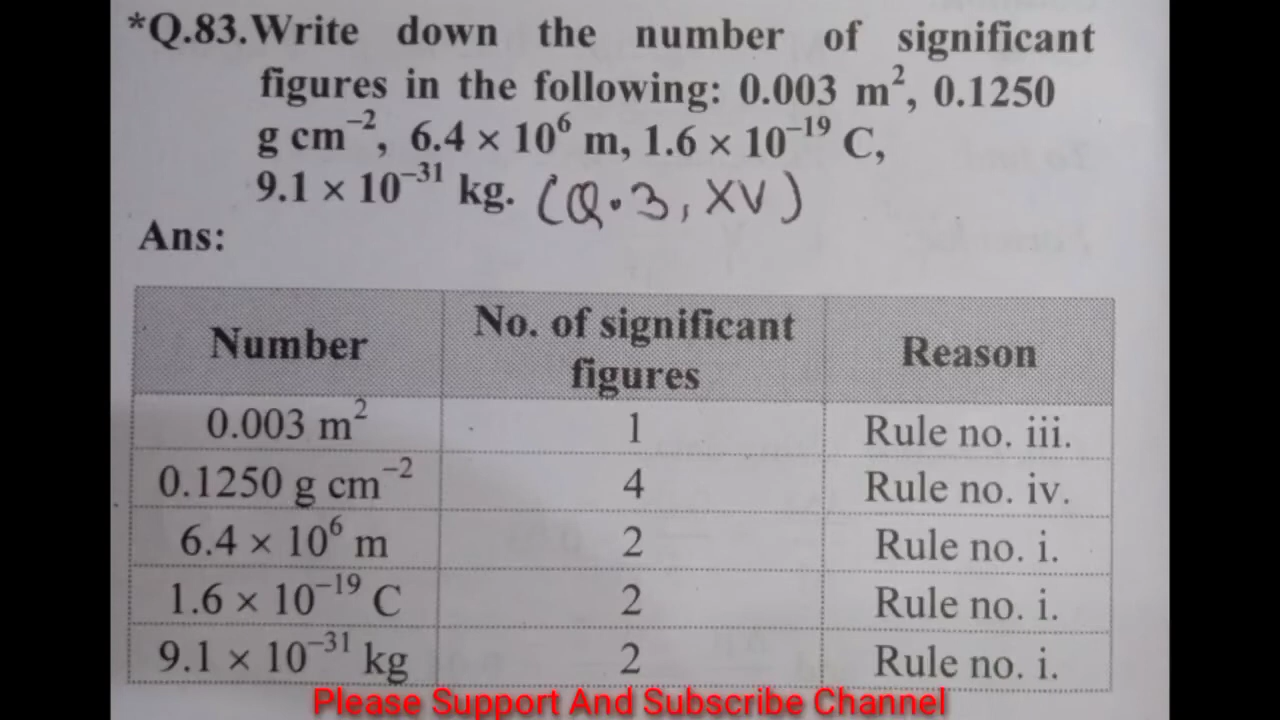 *Q.83.Write down the number of significant
figures in the following: 0.003 m², 0.1250
g cm⁻², 6.4 × 10⁶ m, 1.6 × 10⁻¹⁹ C,
9.1 × 10⁻³¹ kg. (Q.3, XV)
Ans:
Number No. of significant figures Reason
0.003 m² 1 Rule no. iii.
0.1250 g cm⁻² 4 Rule no. iv.
6.4 × 10⁶ m 2 Rule no. i.
1.6 × 10⁻¹⁹ C 2 Rule no. i.
9.1 × 10⁻³¹ kg 2 Rule no. i.
Please Support And Subscribe Channel